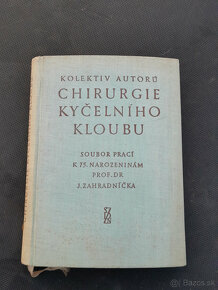 KOLEKTIV AUTORŮ
CHIRURGIE
KYČELNÍHO
KLOUBU
SOUBOR PRACÍ
K 75. NAROZENINÁM
PROF. DR
J. ZAHRADNÍČKA
bazos.sk